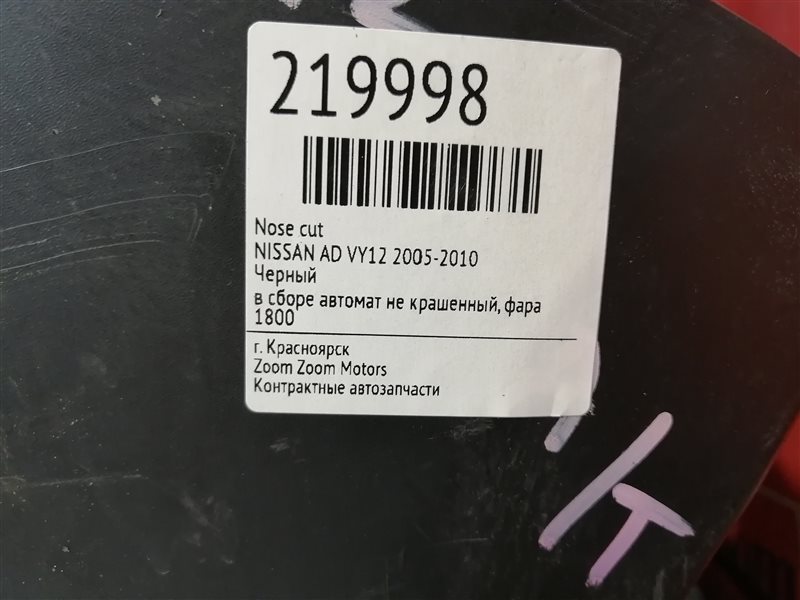 219998
Nose cut
NISSAN AD VY12 2005-2010
Черный
в сборе автомат не крашенный, фара
1800
г. Красноярск
Zoom Zoom Motors
Контрактные автозапчасти